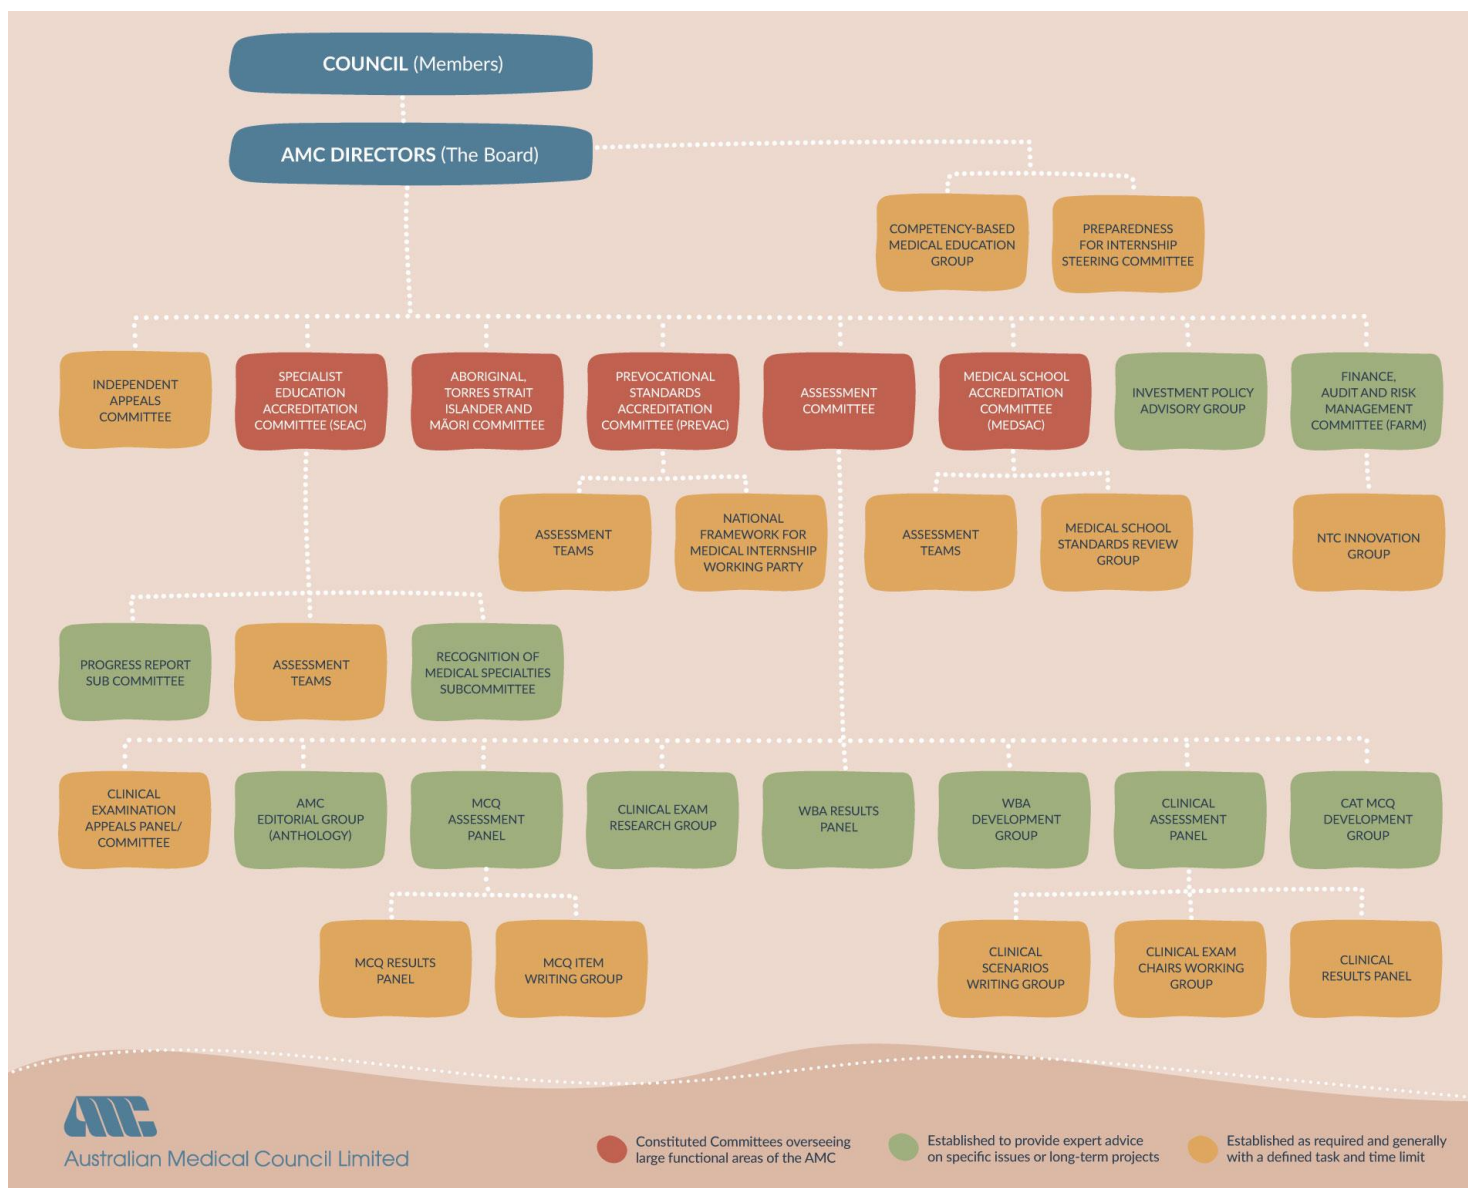 COUNCIL (Members)
AMC DIRECTORS (The Board)
COMPETENCY-BASED
MEDICAL EDUCATION
GROUP
PREPAREDNESS
FOR INTERNSHIP
STEERING COMMITTEE
INDEPENDENT
APPEALS
COMMITTEE
SPECIALIST
EDUCATION
ACCREDITATION
COMMITTEE (SEAC)
ABORIGINAL,
TORRES STRAIT
ISLANDER AND
MĀORI COMMITTEE
PREVOCATIONAL
STANDARDS
ACCREDITATION
COMMITTEE (PREVAC)
ASSESSMENT
COMMITTEE
MEDICAL SCHOOL
ACCREDITATION
COMMITTEE
(MEDSAC)
INVESTMENT POLICY
ADVISORY GROUP
FINANCE,
AUDIT AND RISK
MANAGEMENT
COMMITTEE (FARM)
ASSESSMENT
TEAMS
NATIONAL
FRAMEWORK FOR
MEDICAL INTERNSHIP
WORKING PARTY
ASSESSMENT
TEAMS
MEDICAL SCHOOL
STANDARDS REVIEW
GROUP
NTC INNOVATION
GROUP
PROGRESS REPORT
SUB COMMITTEE
ASSESSMENT
TEAMS
RECOGNITION OF
MEDICAL SPECIALTIES
SUBCOMMITTEE
CLINICAL
EXAMINATION
APPEALS PANEL/
COMMITTEE
AMC
EDITORIAL GROUP
(ANTHOLOGY)
MCQ
ASSESSMENT
PANEL
CLINICAL EXAM
RESEARCH GROUP
WBA RESULTS
PANEL
WBA
DEVELOPMENT
GROUP
CLINICAL
ASSESSMENT
PANEL
CAT MCQ
DEVELOPMENT
GROUP
MCQ RESULTS
PANEL
MCQ ITEM
WRITING GROUP
CLINICAL
SCENARIOS
WRITING GROUP
CLINICAL EXAM
CHAIRS WORKING
GROUP
CLINICAL
RESULTS PANEL
AMC
Australian Medical Council Limited
Constituted Committees overseeing
large functional areas of the AMC
Established to provide expert advice
on specific issues or long-term projects
Established as required and generally
with a defined task and time limit